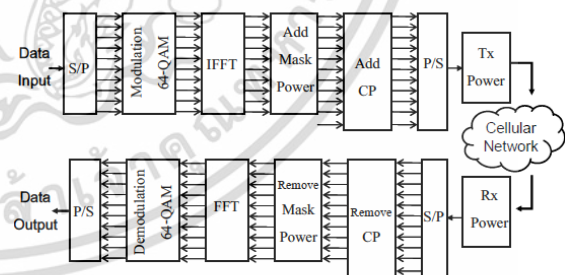 Data
Input
S/P
Modulation
64-QAM
IFFT
Add
Mask
Power
Add
CP
P/S
Tx
Power
Cellular
Network
Data
Output
P/S
Demodulation
64-QAM
FFT
Remove
Mask
Power
Remove
CP
S/P
Rx
Power